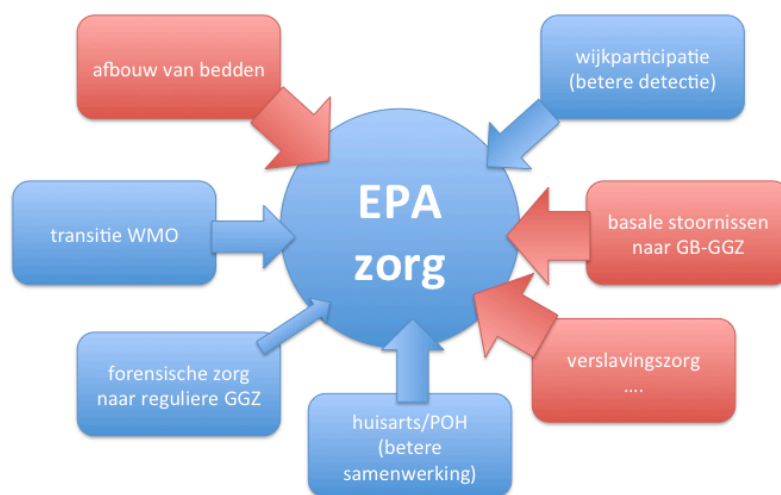 afbouw van bedden
wijkparticipatie
(betere detectie)
EPA
zorg
transitie WMO
basale stoornissen
naar GB-GGZ
forensische zorg
naar reguliere GGZ
verslavingszorg
....
huisarts/POH
(betere
samenwerking)